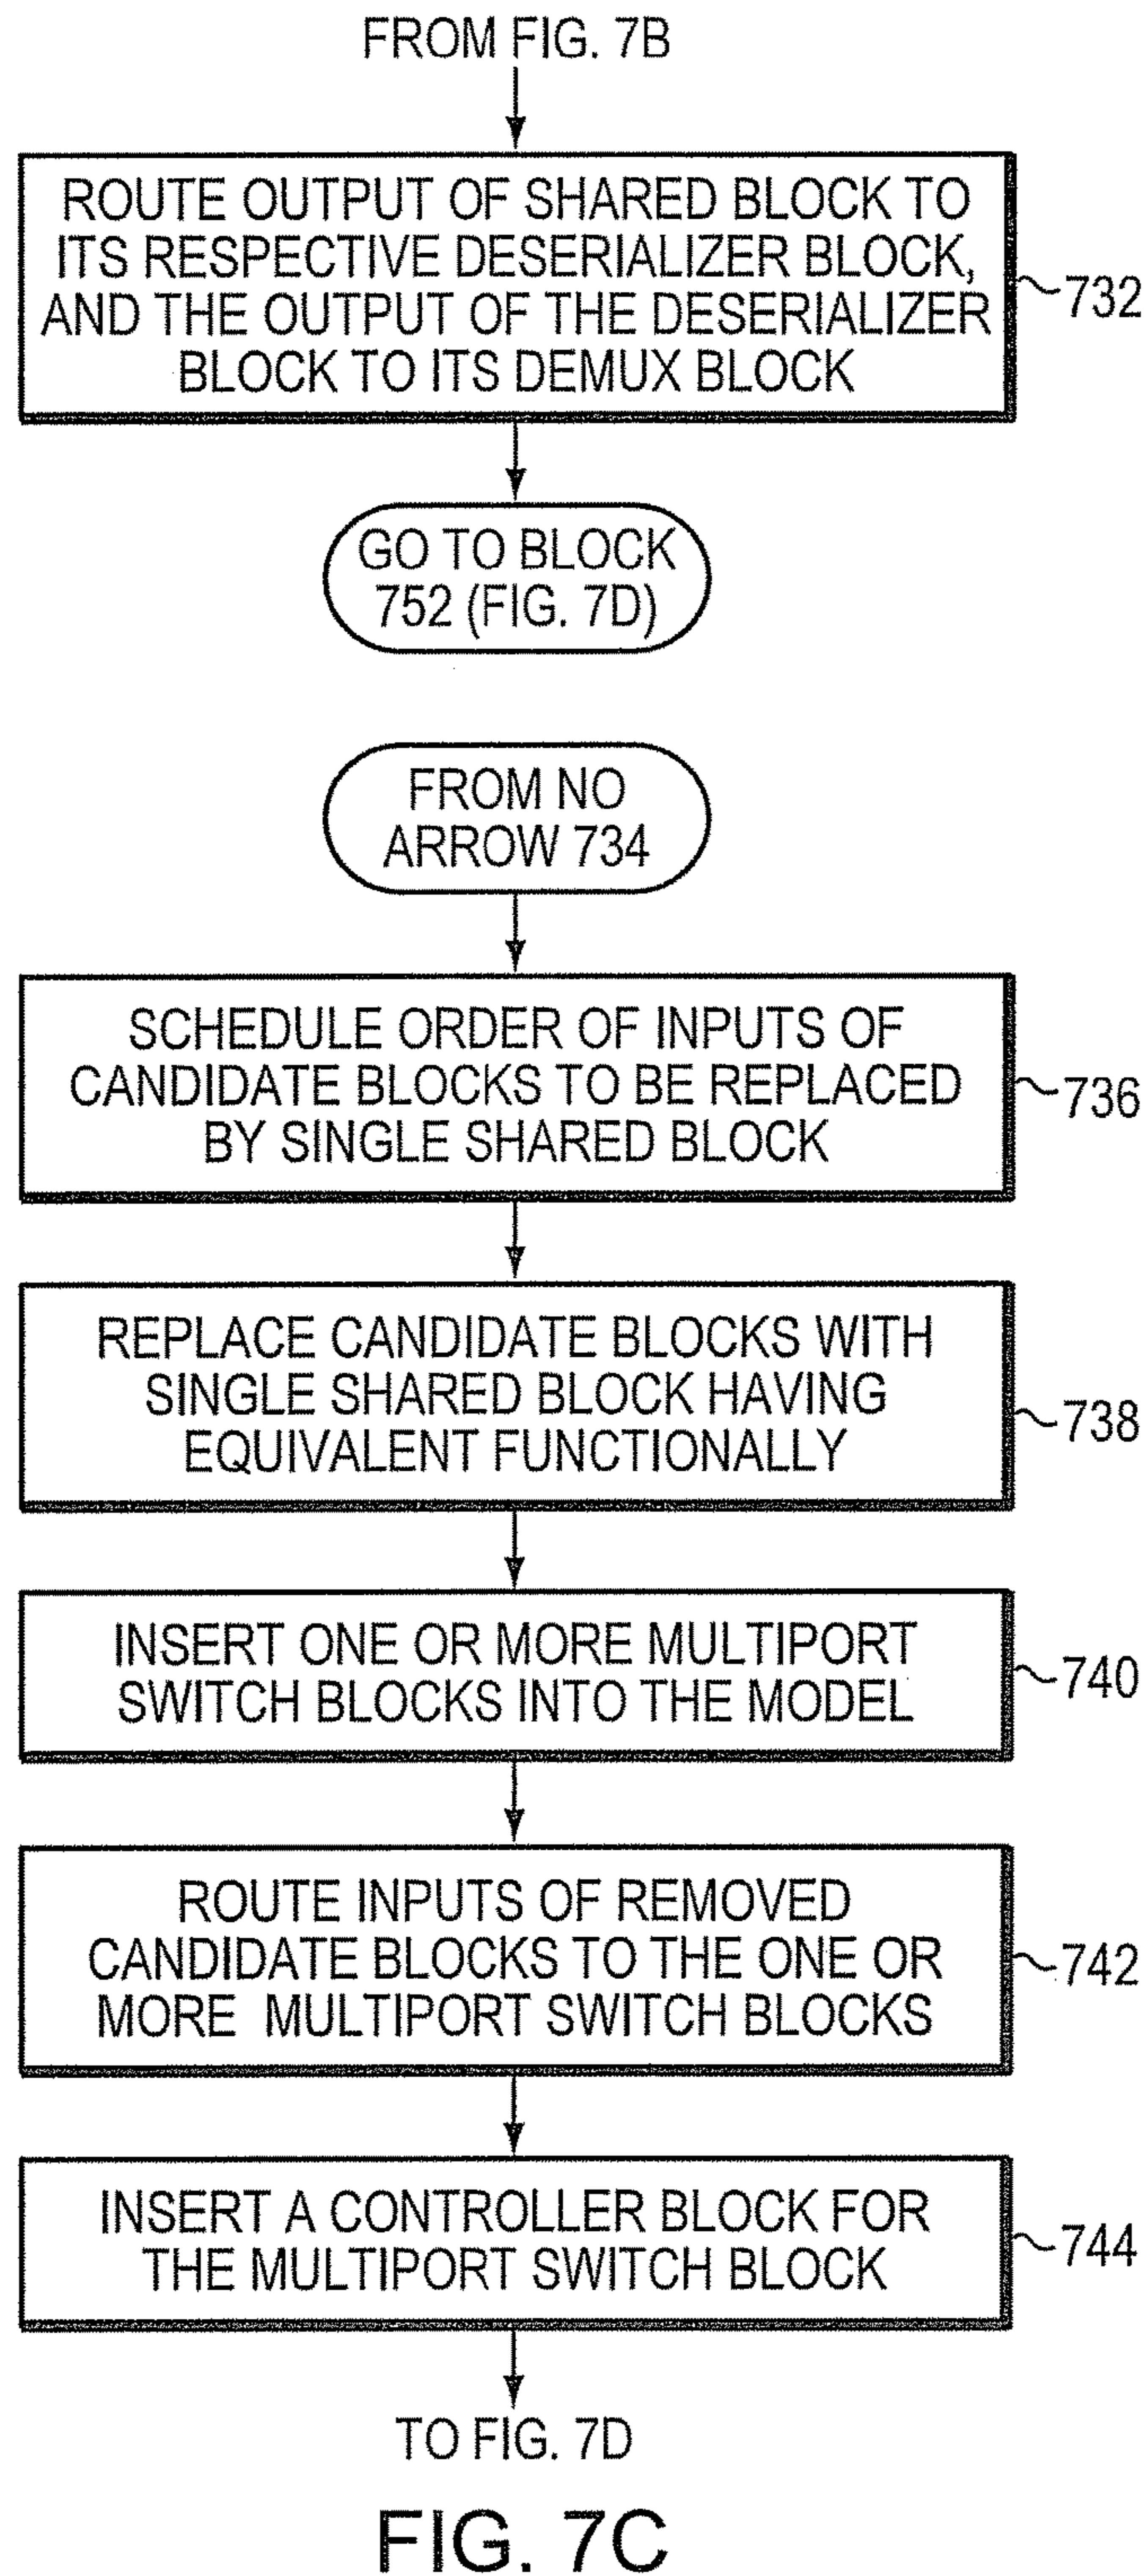 FROM FIG. 7B
ROUTE OUTPUT OF SHARED BLOCK TO
ITS RESPECTIVE DESERIALIZER BLOCK,
AND THE OUTPUT OF THE DESERIALIZER
BLOCK TO ITS DEMUX BLOCK
732
GO TO BLOCK
752 (FIG. 7D)
FROM NO
ARROW 734
SCHEDULE ORDER OF INPUTS OF
CANDIDATE BLOCKS TO BE REPLACED
BY SINGLE SHARED BLOCK
736
REPLACE CANDIDATE BLOCKS WITH
SINGLE SHARED BLOCK HAVING
EQUIVALENT FUNCTIONALLY
738
INSERT ONE OR MORE MULTIPORT
SWITCH BLOCKS INTO THE MODEL
740
ROUTE INPUTS OF REMOVED
CANDIDATE BLOCKS TO THE ONE OR
MORE MULTIPORT SWITCH BLOCKS
742
INSERT A CONTROLLER BLOCK FOR
THE MULTIPORT SWITCH BLOCK
744
TO FIG. 7D
FIG. 7C